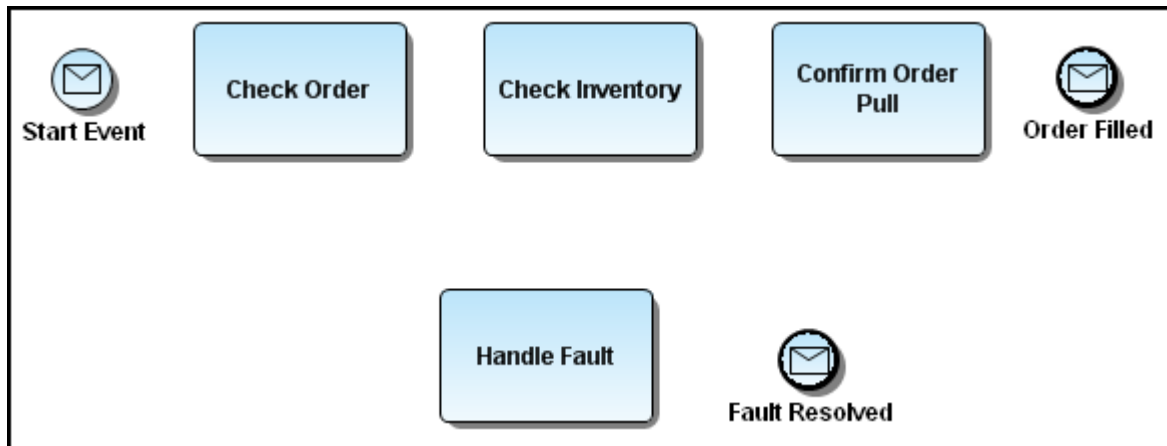 Check Order
Check Inventory
Confirm Order
Pull
Start Event
Order Filled
Handle Fault
Fault Resolved